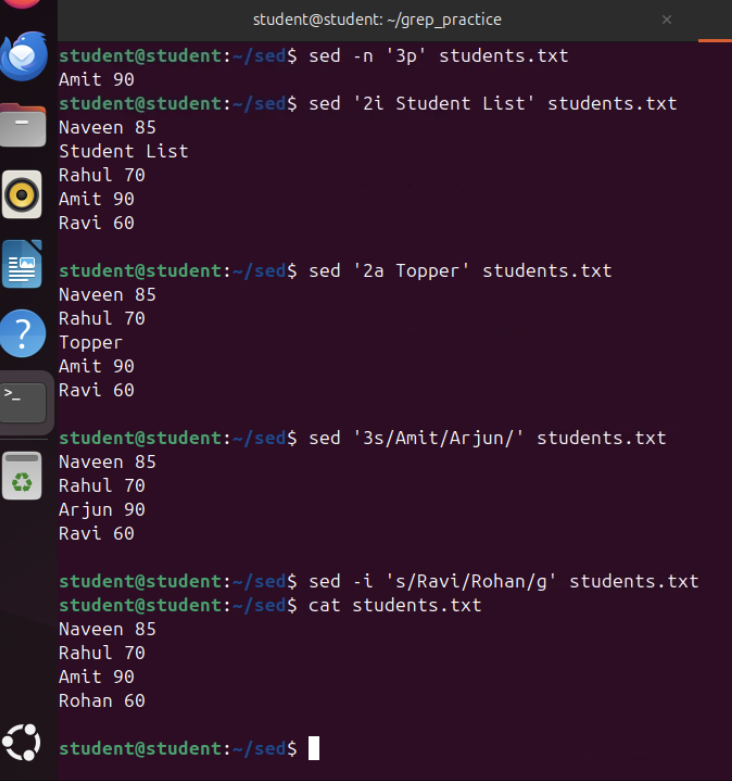 student@student: ~/grep_practice
student@student:~/sed$ sed -n '3p' students.txt
Amit 90
student@student:~/sed$ sed '2i Student List' students.txt
Naveen 85
Student List
Rahul 70
Amit 90
Ravi 60
student@student:~/sed$ sed '2a Topper' students.txt
Naveen 85
Rahul 70
Topper
Amit 90
Ravi 60
student@student:~/sed$ sed '3s/Amit/Arjun/' students.txt
Naveen 85
Rahul 70
Arjun 90
Ravi 60
student@student:~/sed$ sed -i 's/Ravi/Rohan/g' students.txt
student@student:~/sed$ cat students.txt
Naveen 85
Rahul 70
Amit 90
Rohan 60
student@student:~/sed$